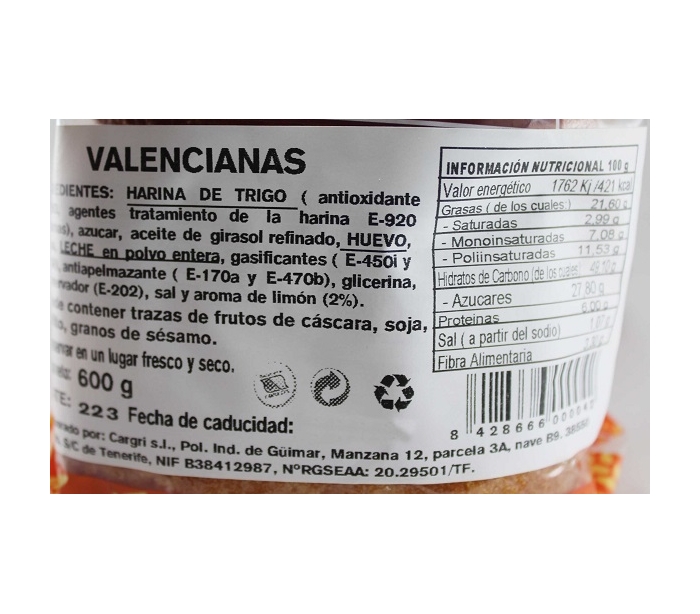 VALENCIANAS
DIENTES: HARINA DE TRIGO ( antioxidante
agentes tratamiento de la harina E-920
azucar, aceite de girasol refinado, HUEVO,
LECHE en polvo entera, gasificantes ( E-450i y
antiapelmazante ( E-170a y E-470b), glicerina,
(E-202), sal y aroma de limón (2%).
contener trazas de frutos de cáscara, soja,
granos de sésamo.
en un lugar fresco y seco.
600 g
223 Fecha de caducidad:
por: Cargri s.l., Pol. Ind. de Güimar, Manzana 12, parcela 3A, nave B9.
S/C de Tenerife, NIF B38412987, NºRGSEAA: 20.29501/TF.
INFORMACIÓN NUTRICIONAL 100 g
Valor energético 1762 Kj /421 kcal
Grasas ( de los cuales:) 21,60 g
- Saturadas 2,99 g
- Monoinsaturadas 7,08 g
- Poliinsaturadas 11,53 g
Hidratos de Carbono (de los cuales)
- Azucares 27,80 g
Proteinas 6,00 g
Sal ( a partir del sodio)
Fibra Alimentaria
8 428666